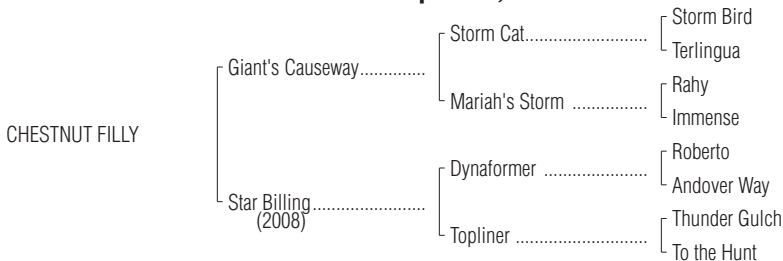 Storm Bird
Storm Cat..........................
Terlingua
Giant's Causeway..............
Rahy
Mariah's Storm ................
Immense
CHESTNUT FILLY
Roberto
Dynaformer ......................
Andover Way
Star Billing........................
(2008)
Thunder Gulch
Topliner ............................
To the Hunt